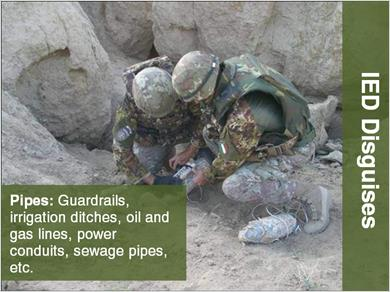 IED Disguises
Pipes: Guardrails,
irrigation ditches, oil and
gas lines, power
conduits, sewage pipes,
etc.